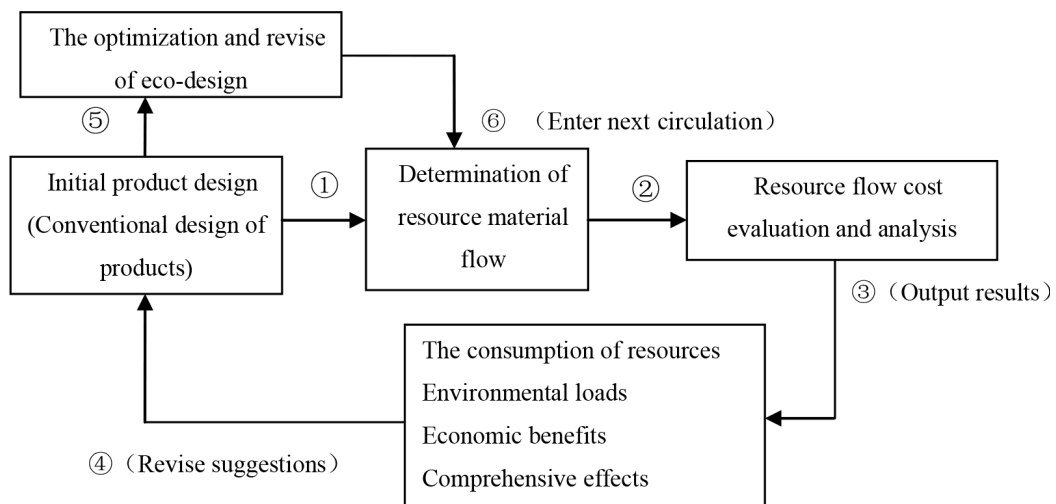 The optimization and revise
of eco-design
⑤
⑥ （Enter next circulation）
Initial product design
(Conventional design of
products)
①
Determination of
resource material
flow
②
Resource flow cost
evaluation and analysis
③（Output results）
The consumption of resources
Environmental loads
Economic benefits
Comprehensive effects
④（Revise suggestions）